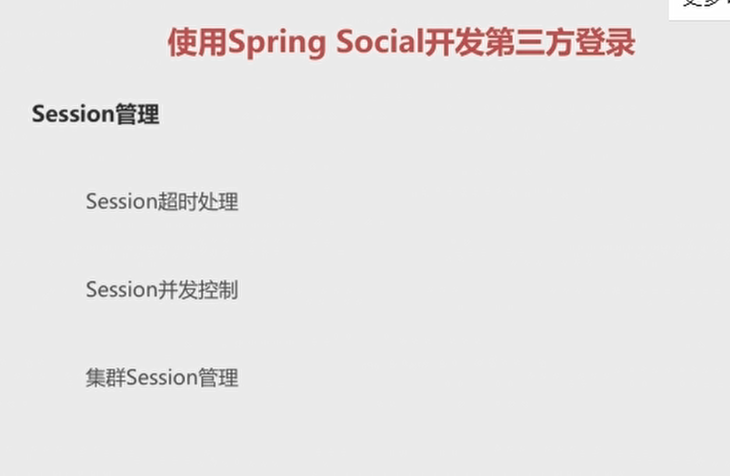 使用Spring Social开发第三方登录
Session管理
Session超时处理
Session并发控制
集群Session管理